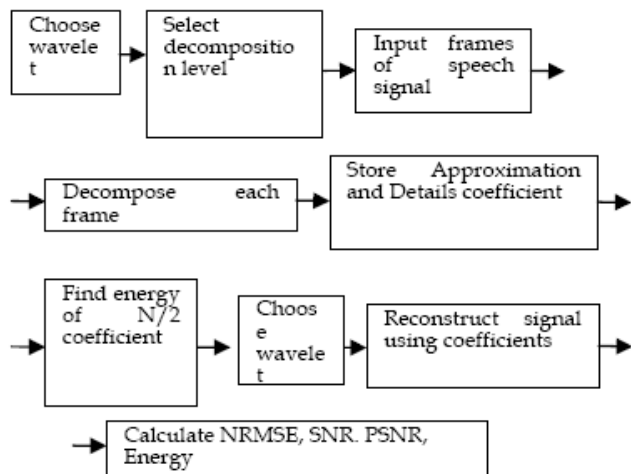 Choose
wavele
t
Select
decompositio
n level
Input frames
of speech
signal
Decompose each
frame
Store Approximation
and Details coefficient
Find energy
of N/2
coefficient
Choos
e
wavele
t
Reconstruct signal
using coefficients
Calculate NRMSE, SNR. PSNR,
Energy